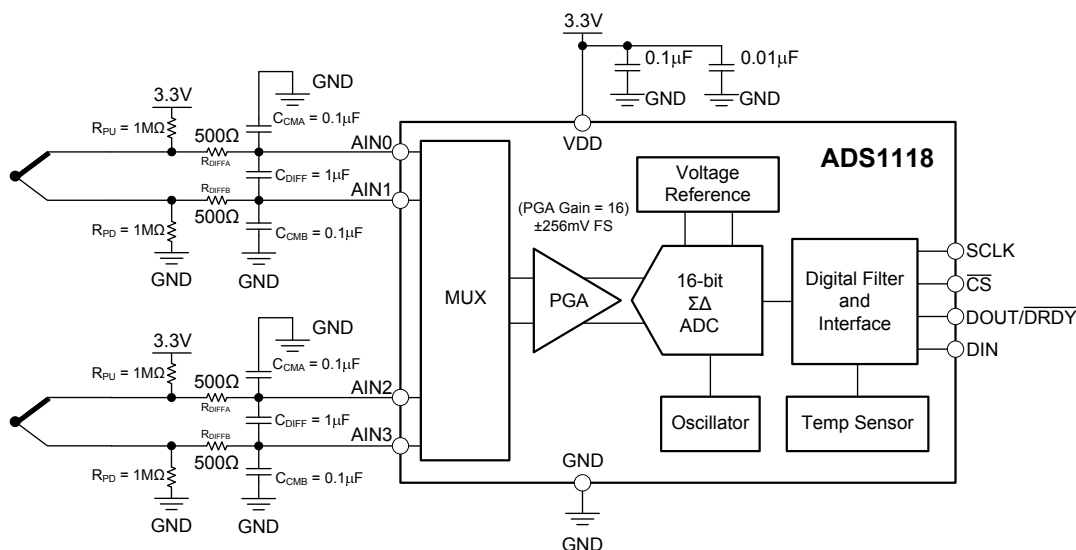 3.3V
0.1μF
0.01μF
GND
GND
GND
3.3V
R_PU = 1MΩ
500Ω
R_DIFFA
C_CMA = 0.1μF
AIN0
C_DIFF = 1μF
R_DIFFB
AIN1
500Ω
R_PD = 1MΩ
C_CMB = 0.1μF
GND
GND
VDD
ADS1118
Voltage
Reference
(PGA Gain = 16)
±256mV FS
MUX
PGA
16-bit
ΣΔ
ADC
Digital Filter
and
Interface
SCLK
C̅S̅
DOUT/D̅R̅D̅Y̅
DIN
Oscillator
Temp Sensor
GND
3.3V
R_PU = 1MΩ
500Ω
R_DIFFA
C_CMA = 0.1μF
AIN2
C_DIFF = 1μF
R_DIFFB
AIN3
500Ω
R_PD = 1MΩ
C_CMB = 0.1μF
GND
GND
GND
GND